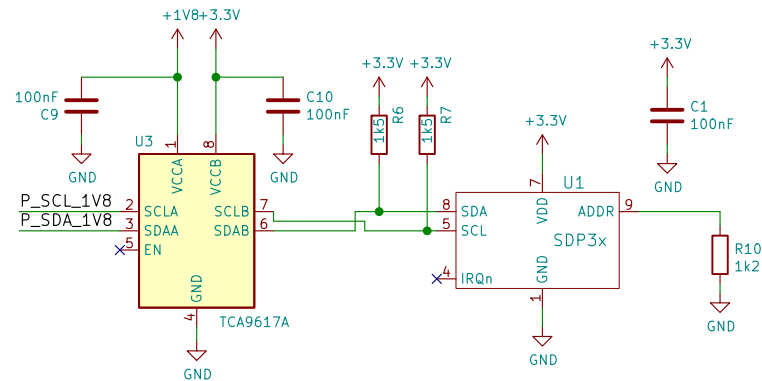 +1V8 +3.3V
100nF
C9
GND
C10
100nF
GND
U3
1
VCCA
8
VCCB
P_SCL_1V8
2
SCLA
P_SDA_1V8
3
SDAA
5
EN
SCLB
7
SDAB
6
GND
4
TCA9617A
GND
+3.3V +3.3V
R6
1k5
R7
1k5
+3.3V
U1
7
VDD
8
SDA
5
SCL
4
IRQn
ADDR
9
SDP3x
GND
1
GND
+3.3V
C1
100nF
GND
R10
1k2
GND